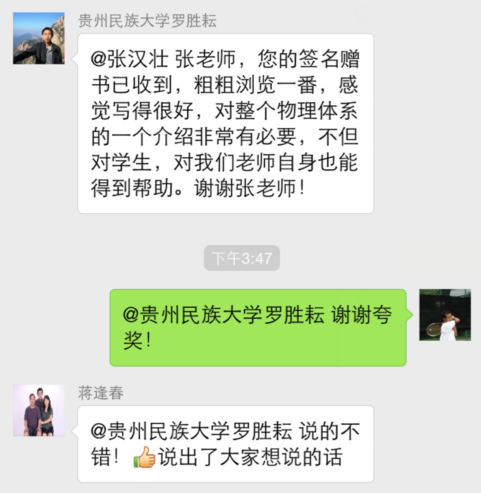 贵州民族大学罗胜耘
@张汉壮 张老师，您的签名赠
书已收到，粗粗浏览一番，感
觉写得很好，对整个物理体系
的一个介绍非常有必要，不但
对学生，对我们老师自身也能
得到帮助。谢谢张老师！
下午3:47
@贵州民族大学罗胜耘 谢谢夸
奖！
蒋逢春
@贵州民族大学罗胜耘 说的不
错！👍说出了大家想说的话